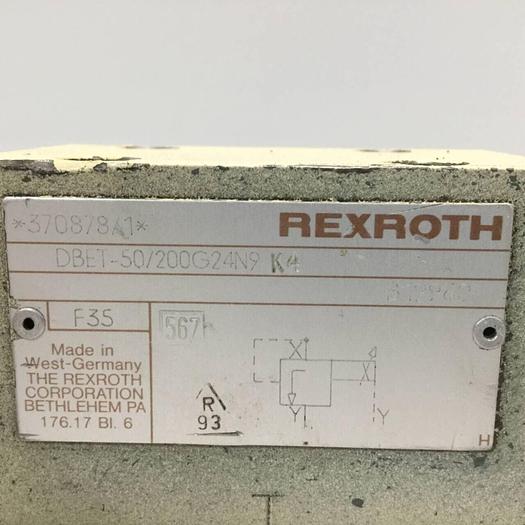 *370878A1*
REXROTH
DBET-50/200G24N9 K4
F35
567
Made in
West-Germany
THE REXROTH
CORPORATION
BETHLEHEM PA
176.17 Bl. 6
R
93
X
X
Y
Y
H